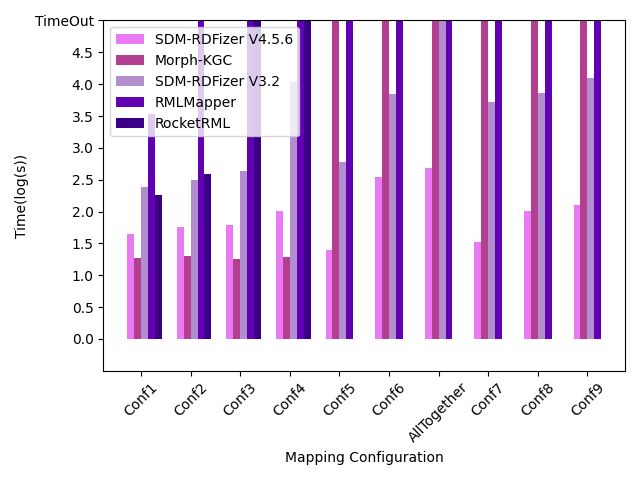 TimeOut
4.5
4.0
3.5
3.0
2.5
2.0
1.5
1.0
0.5
0.0
Time(log(s))
SDM-RDFizer V4.5.6
Morph-KGC
SDM-RDFizer V3.2
RMLMapper
RocketRML
Conf1
Conf2
Conf3
Conf4
Conf5
Conf6
AllTogether
Conf7
Conf8
Conf9
Mapping Configuration